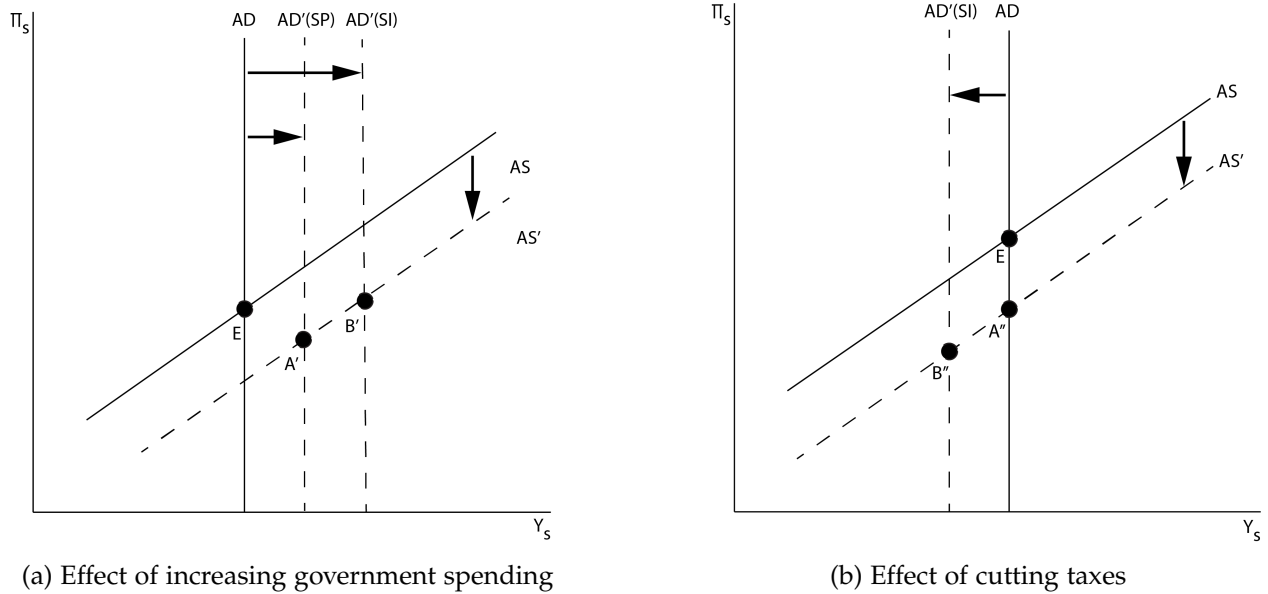 Π_s
AD AD'(SP) AD'(SI)
AS
AS'
E
B'
A'
Y_s
(a) Effect of increasing government spending
Π_s
AD'(SI) AD
AS
AS'
E
A''
B''
Y_s
(b) Effect of cutting taxes